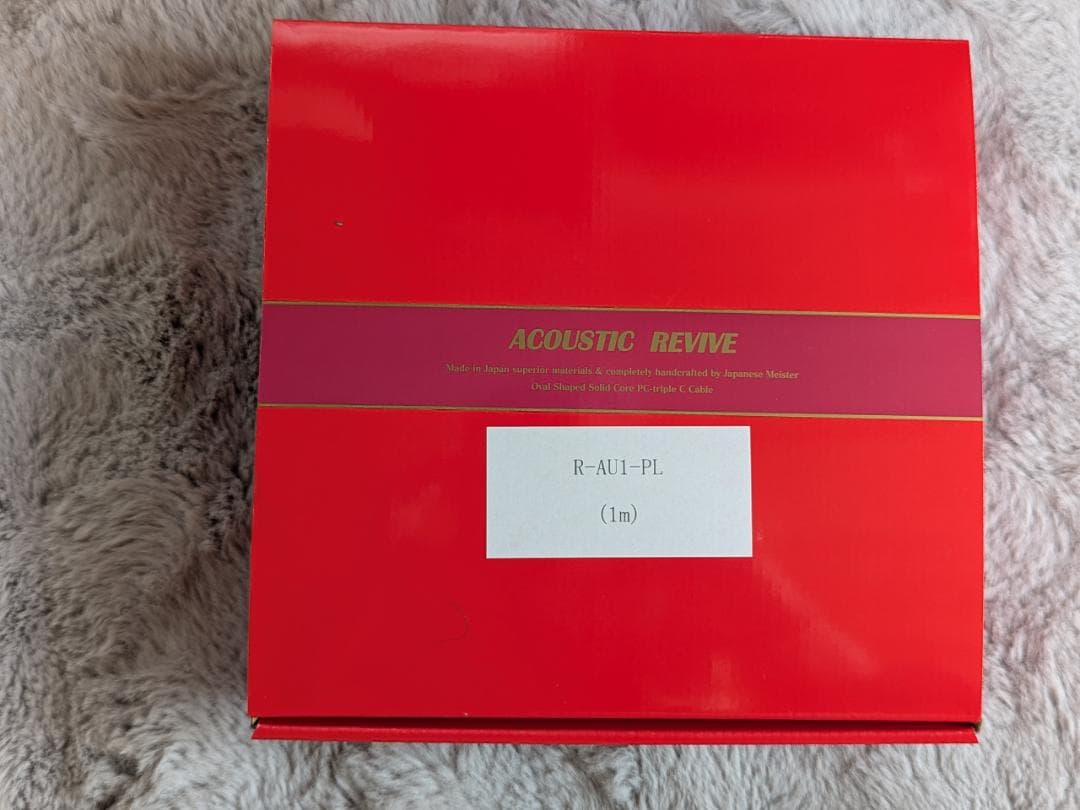 ACOUSTIC REVIVE
Made in Japan superior materials & completely handcrafted by Japanese Meister
Oval Shaped Solid Core PC-triple C Cable
R-AU1-PL
(1m)